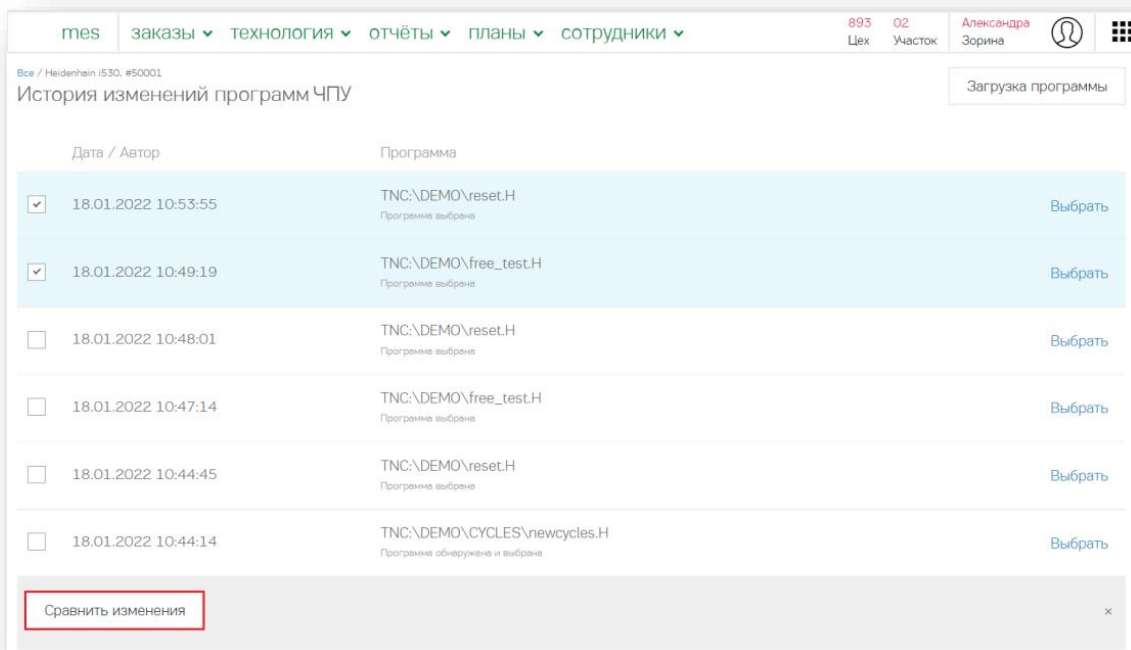 mes заказы технология отчёты планы сотрудники 893 02 Александра
Цех Участок Зорина
Все / Heidenhain i530, #50001
История изменений программ ЧПУ
Загрузка программы
Дата / Автор Программа
18.01.2022 10:53:55 TNC:\DEMO\reset.H Выбрать
Программа выбрана
18.01.2022 10:49:19 TNC:\DEMO\free_test.H Выбрать
Программа выбрана
18.01.2022 10:48:01 TNC:\DEMO\reset.H Выбрать
Программа выбрана
18.01.2022 10:47:14 TNC:\DEMO\free_test.H Выбрать
Программа выбрана
18.01.2022 10:44:45 TNC:\DEMO\reset.H Выбрать
Программа выбрана
18.01.2022 10:44:14 TNC:\DEMO\CYCLES\newcycles.H Выбрать
Программа обнаружена и выбрана
Сравнить изменения ×